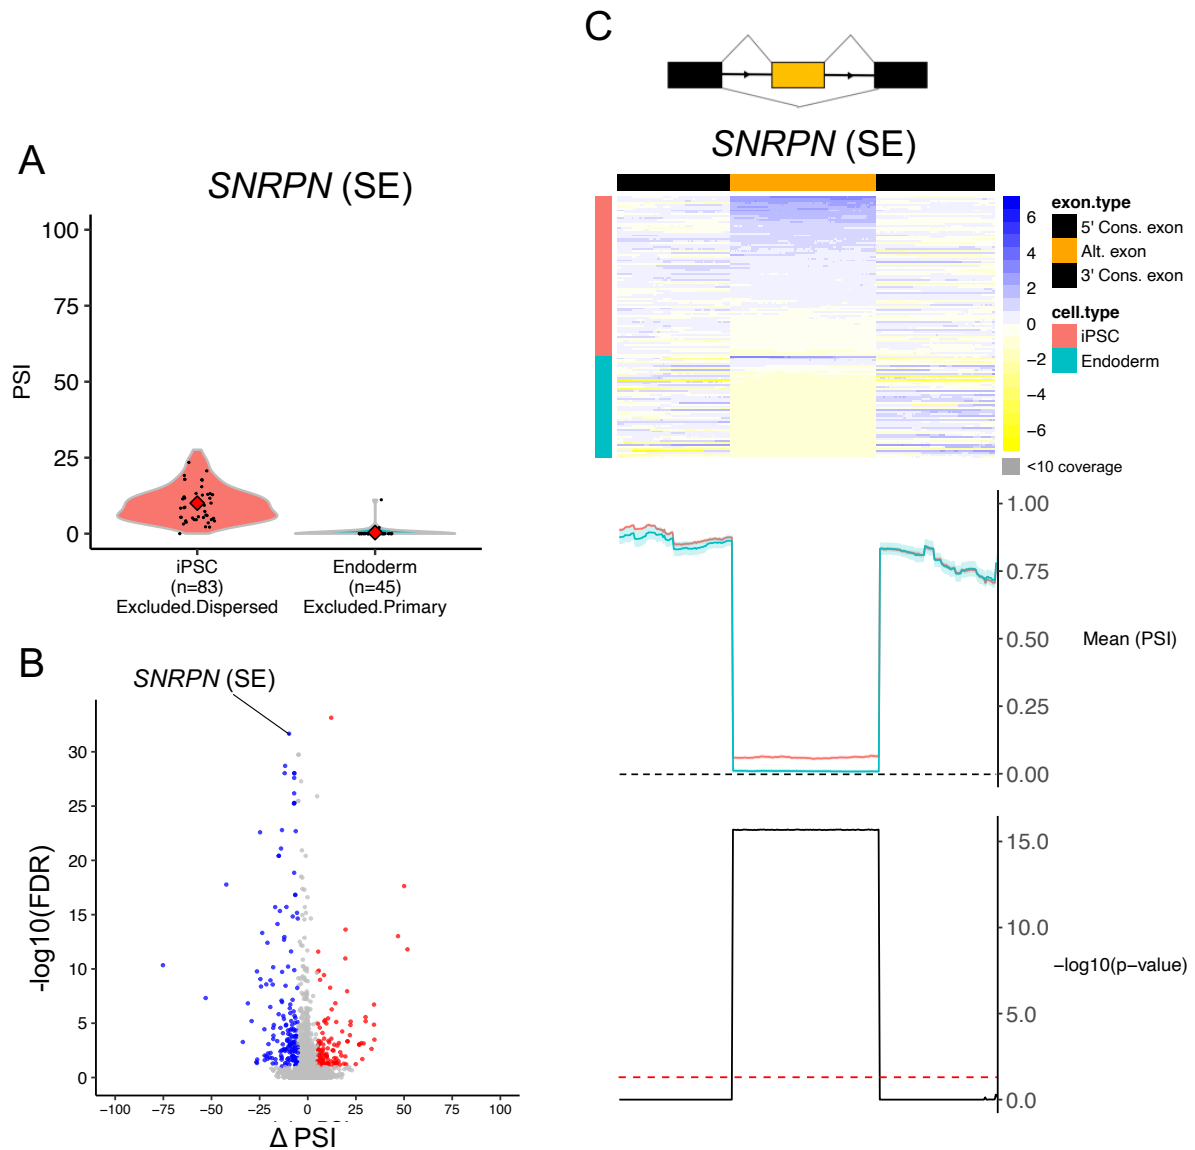 A
SNRPN (SE)
100
75
50
25
0
PSI
iPSC
(n=83)
Excluded.Dispersed
Endoderm
(n=45)
Excluded.Primary
B
SNRPN (SE)
30
25
20
15
10
5
0
-log10(FDR)
−100 −75 −50 −25 0 25 50 75 100
Δ PSI
C
SNRPN (SE)
6
4
2
0
−2
−4
−6
<10 coverage
exon.type
5' Cons. exon
Alt. exon
3' Cons. exon
cell.type
iPSC
Endoderm
1.00
0.75
0.50
0.25
0.00
Mean (PSI)
15.0
10.0
5.0
0.0
−log10(p−value)